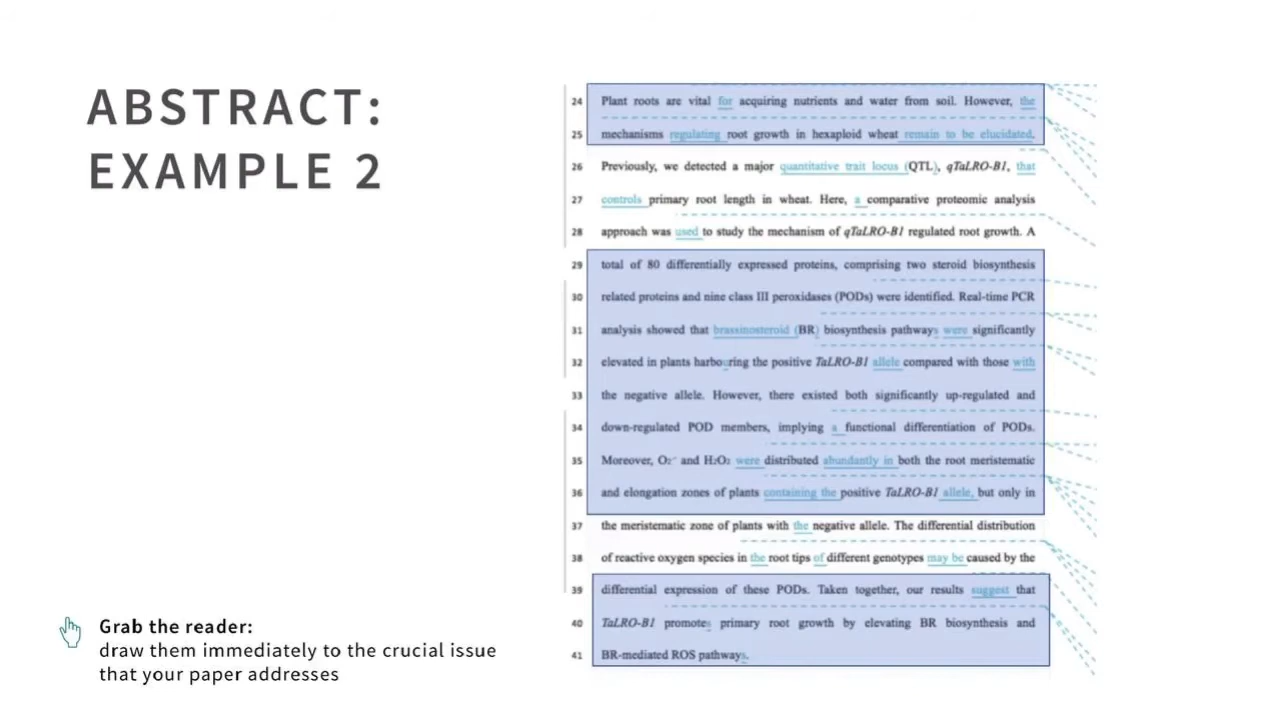 ABSTRACT:
EXAMPLE 2
24 Plant roots are vital for acquiring nutrients and water from soil. However, the
25 mechanisms regulating root growth in hexaploid wheat remain to be elucidated.
26 Previously, we detected a major quantitative trait locus (QTL), qTaLRO-B1, that
27 controls primary root length in wheat. Here, a comparative proteomic analysis
28 approach was used to study the mechanism of qTaLRO-B1 regulated root growth. A
29 total of 80 differentially expressed proteins, comprising two steroid biosynthesis
30 related proteins and nine class III peroxidases (PODs) were identified. Real-time PCR
31 analysis showed that brassinosteroid (BR) biosynthesis pathways were significantly
32 elevated in plants harbouring the positive TaLRO-B1 allele compared with those with
33 the negative allele. However, there existed both significantly up-regulated and
34 down-regulated POD members, implying a functional differentiation of PODs.
35 Moreover, O₂⁻ and H₂O₂ were distributed abundantly in both the root meristematic
36 and elongation zones of plants containing the positive TaLRO-B1 allele, but only in
37 the meristematic zone of plants with the negative allele. The differential distribution
38 of reactive oxygen species in the root tips of different genotypes may be caused by the
39 differential expression of these PODs. Taken together, our results suggest that
40 TaLRO-B1 promotes primary root growth by elevating BR biosynthesis and
41 BR-mediated ROS pathways.
Grab the reader:
draw them immediately to the crucial issue
that your paper addresses